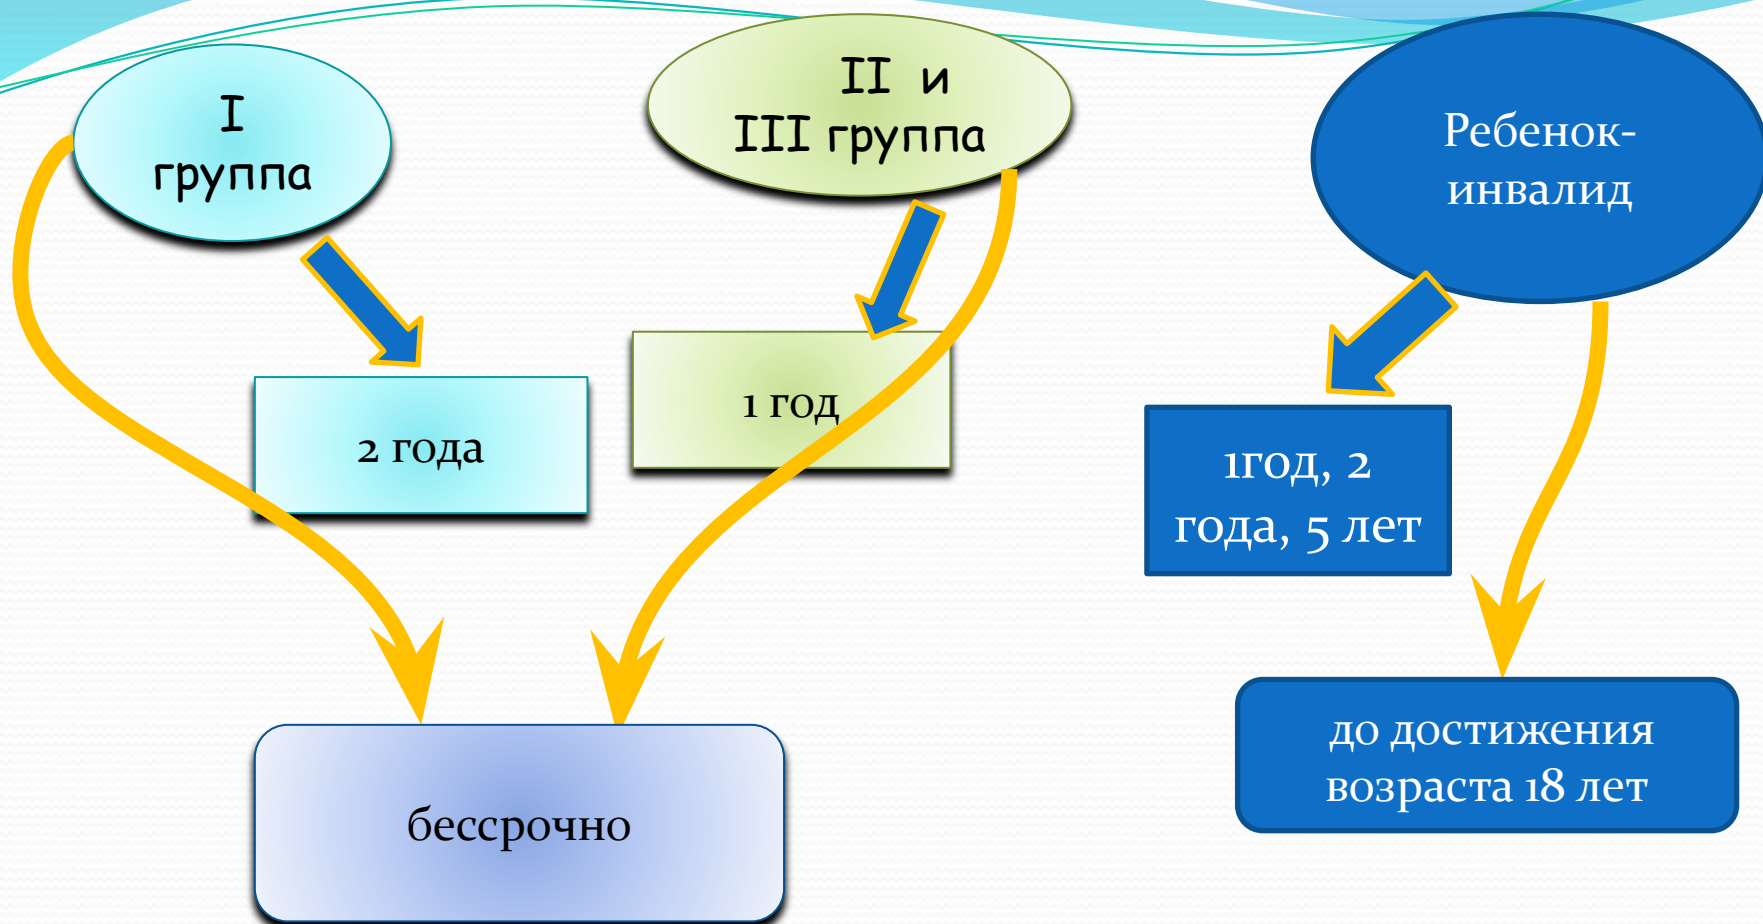 I
группа
II и
III группа
Ребенок-
инвалид
2 года
1 год
1год, 2
года, 5 лет
бессрочно
до достижения
возраста 18 лет